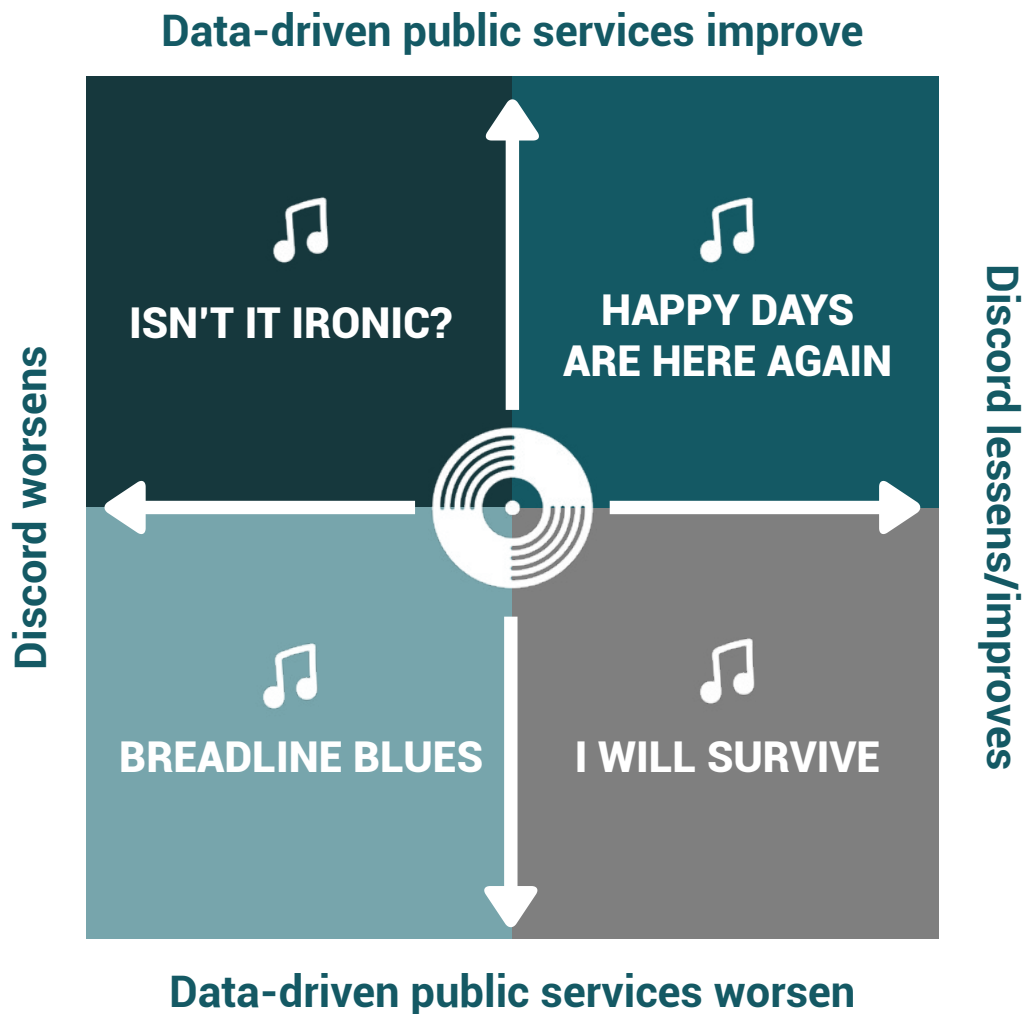 Data-driven public services improve
ISN'T IT IRONIC?
HAPPY DAYS
ARE HERE AGAIN
Discord worsens
Discord lessens/improves
BREADLINE BLUES
I WILL SURVIVE
Data-driven public services worsen